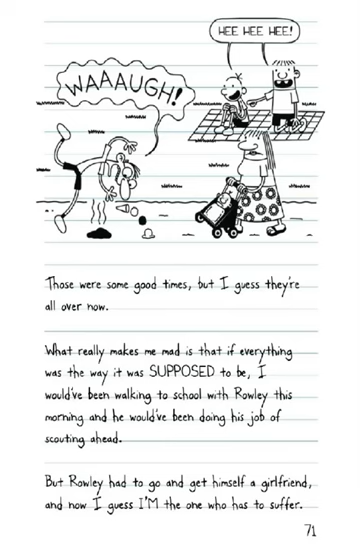 HEE HEE HEE!
WAAAUGH!
Those were some good times, but I guess they're
all over now.
What really makes me mad is that if everything
was the way it was SUPPOSED to be, I
would've been walking to school with Rowley this
morning and he would've been doing his job of
scouting ahead.
But Rowley had to go and get himself a girlfriend,
and now I guess I'M the one who has to suffer.
71